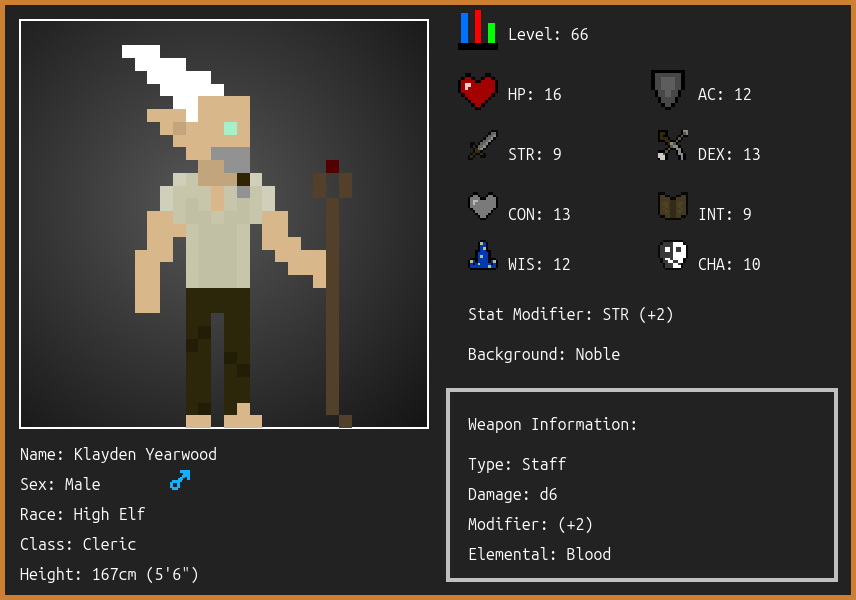 Level: 66
HP: 16
AC: 12
STR: 9
DEX: 13
CON: 13
INT: 9
WIS: 12
CHA: 10
Stat Modifier: STR (+2)
Background: Noble
Weapon Information:
Type: Staff
Damage: d6
Modifier: (+2)
Elemental: Blood
Name: Klayden Yearwood
Sex: Male
Race: High Elf
Class: Cleric
Height: 167cm (5'6")